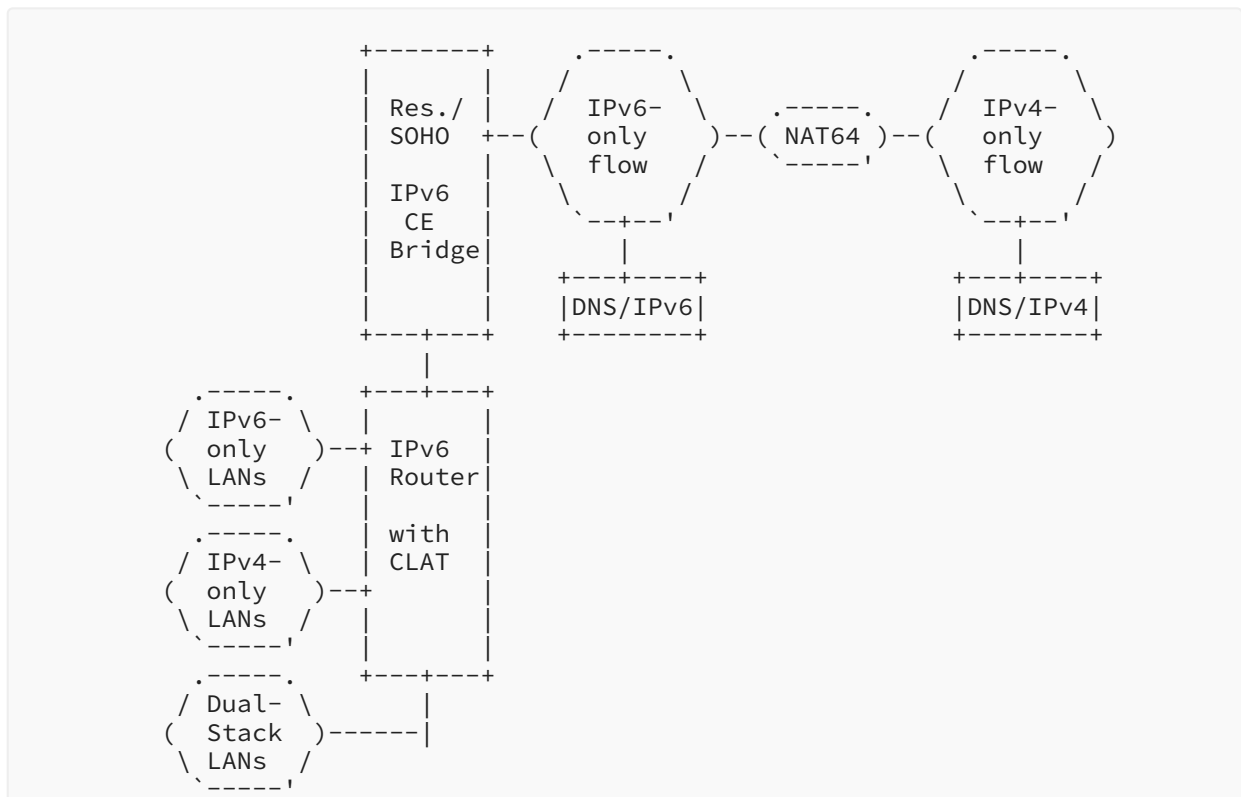 Res./ IPv6- IPv4-
SOHO only NAT64 only
flow flow
IPv6
CE
Bridge
DNS/IPv6 DNS/IPv4
IPv6-
only IPv6
LANs Router
with
IPv4- CLAT
only
LANs
Dual-
Stack
LANs